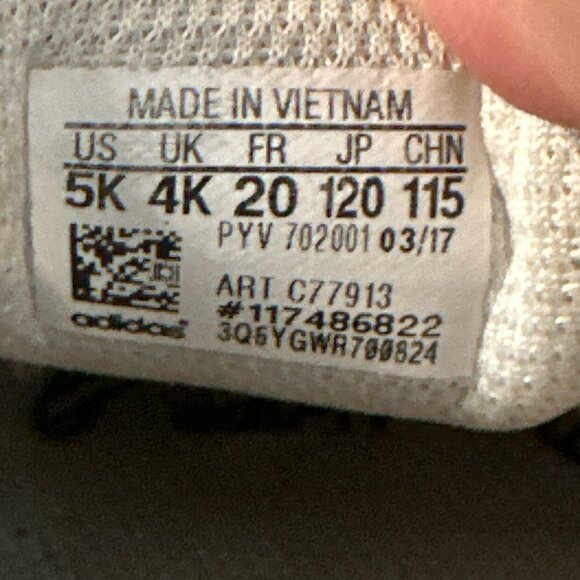 MADE IN VIETNAM
US UK FR JP CHN
5K 4K 20 120 115
PYV 702001 03/17
ART C77913
#117486822
adidas
3Q6YGWR700824